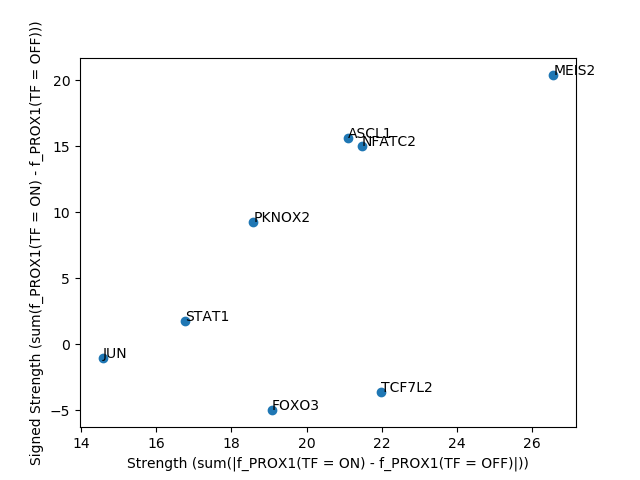 Signed Strength (sum(f_PROX1(TF = ON) - f_PROX1(TF = OFF)))
20
15
10
5
0
−5
MEIS2
ASCL1
NFATC2
PKNOX2
STAT1
JUN
TCF7L2
FOXO3
14 16 18 20 22 24 26
Strength (sum(|f_PROX1(TF = ON) - f_PROX1(TF = OFF)|))